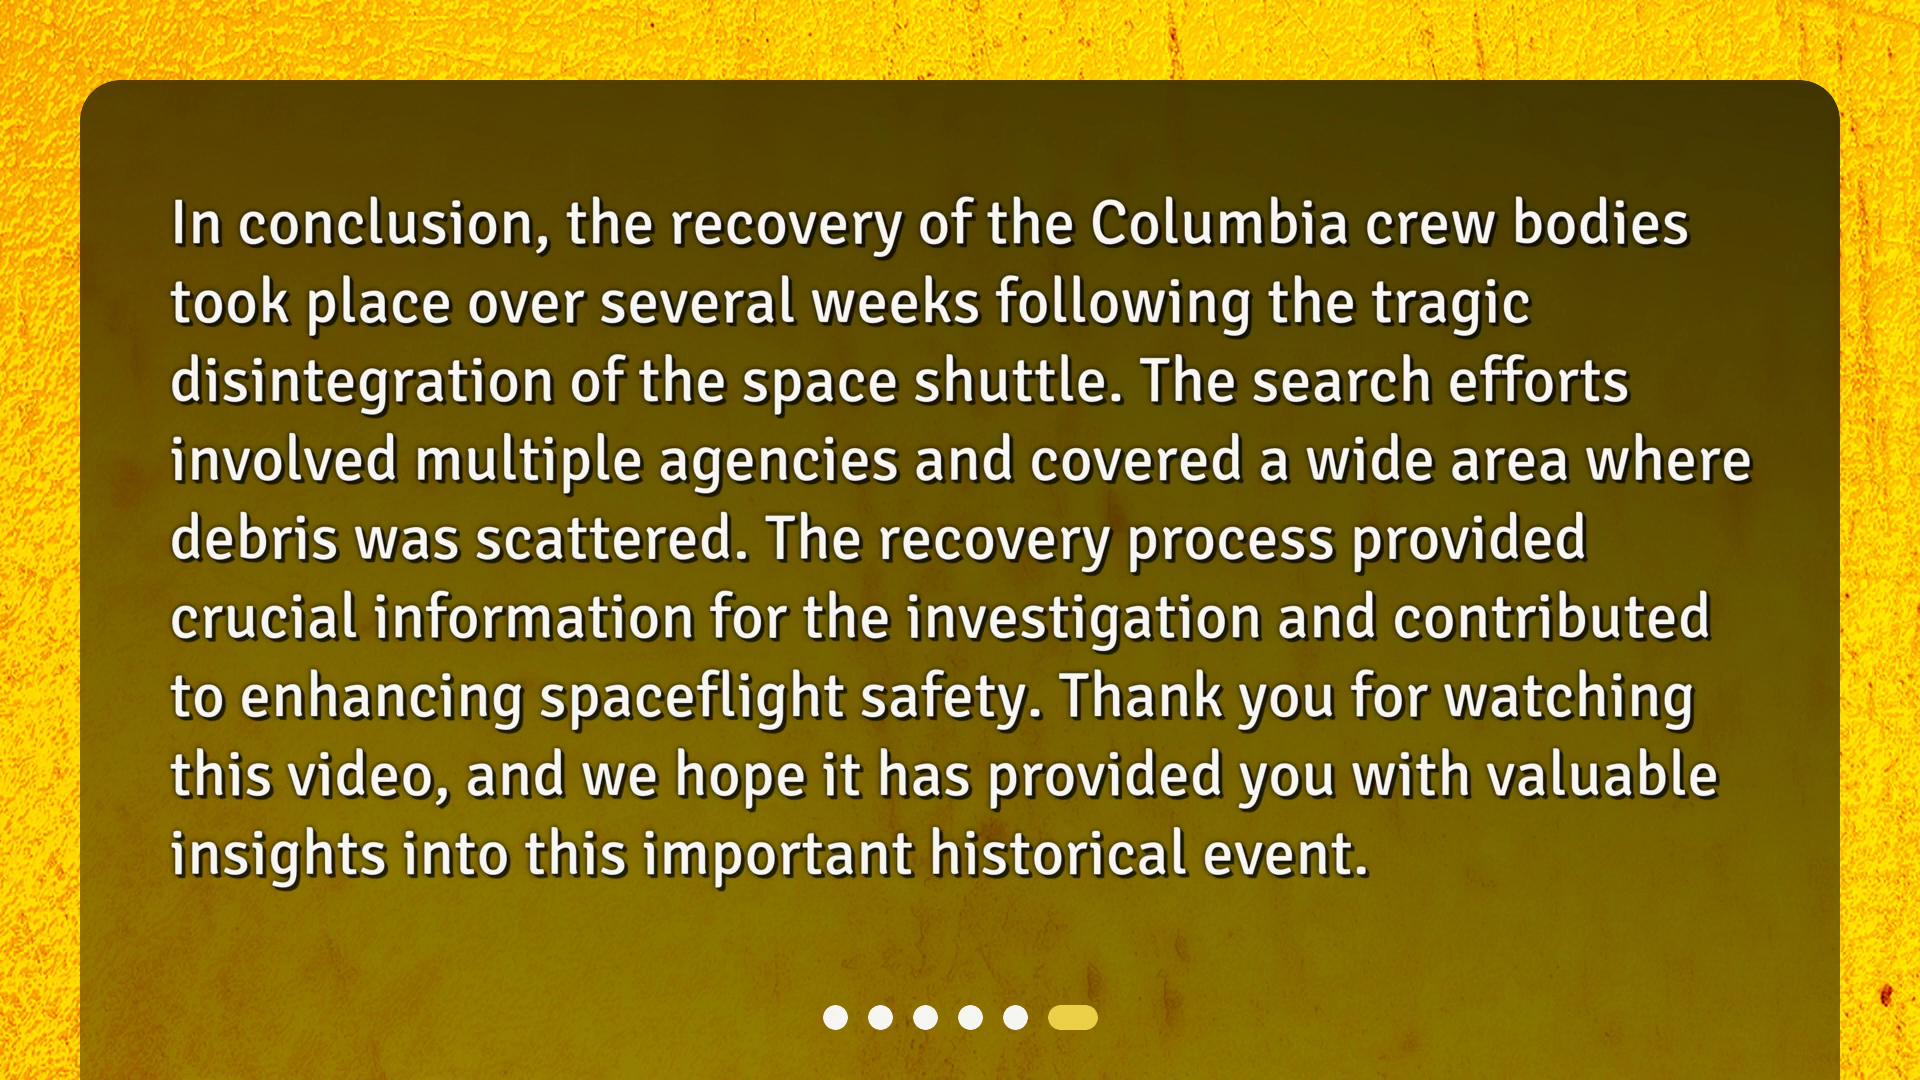 In conclusion, the recovery of the Columbia crew bodies
took place over several weeks following the tragic
disintegration of the space shuttle. The search efforts
involved multiple agencies and covered a wide area where
debris was scattered. The recovery process provided
crucial information for the investigation and contributed
to enhancing spaceflight safety. Thank you for watching
this video, and we hope it has provided you with valuable
insights into this important historical event.